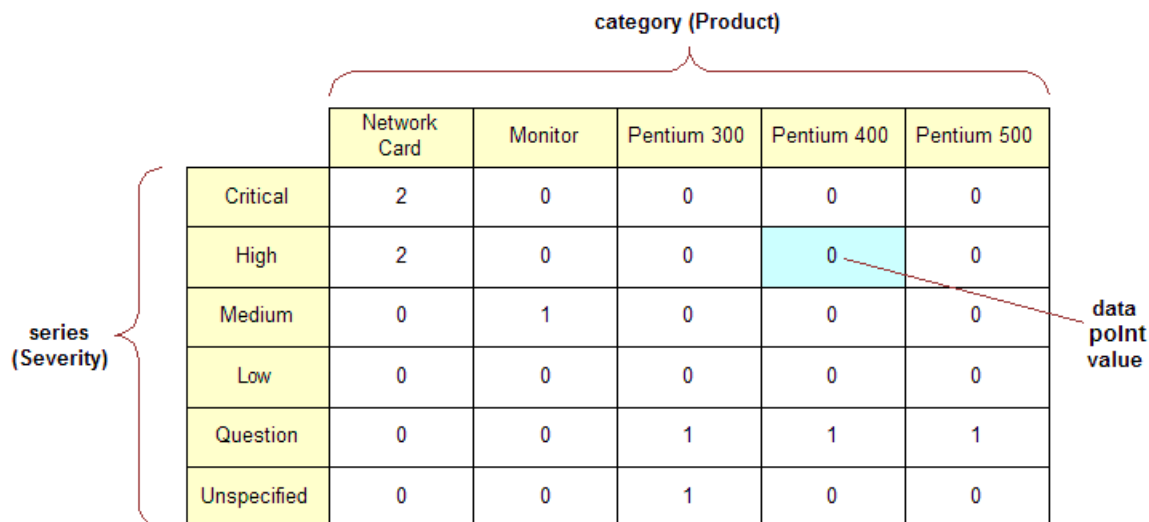 category (Product)
Network Card Monitor Pentium 300 Pentium 400 Pentium 500
Critical 2 0 0 0 0
High 2 0 0 0 0
Medium 0 1 0 0 0
Low 0 0 0 0 0
Question 0 0 1 1 1
Unspecified 0 0 1 0 0
series
(Severity)
data
poInt
value